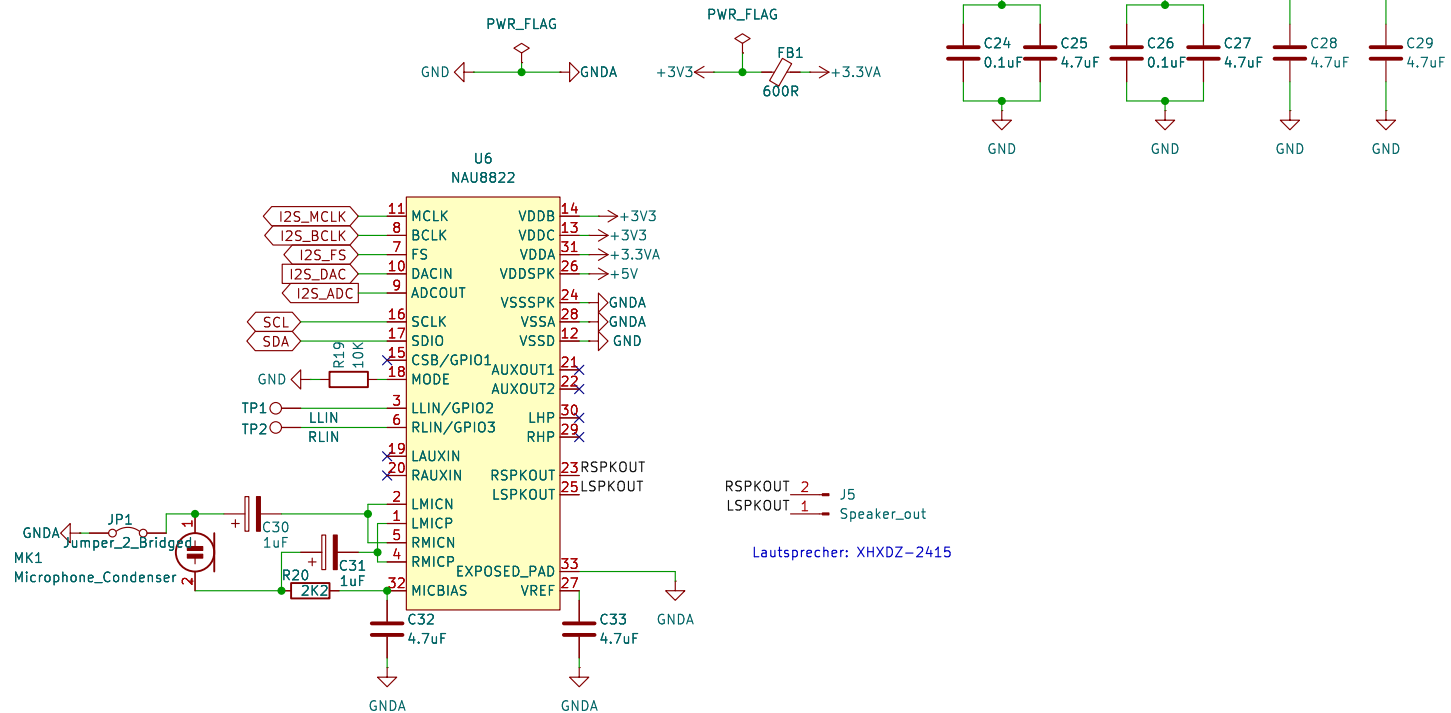 PWR_FLAG
GND
GNDA
PWR_FLAG
+3V3
FB1
600R
+3.3VA
C24
0.1uF
C25
4.7uF
GND
C26
0.1uF
C27
4.7uF
GND
C28
4.7uF
GND
C29
4.7uF
GND
U6
NAU8822
I2S_MCLK 11 MCLK
I2S_BCLK 8 BCLK
I2S_FS 7 FS
I2S_DAC 10 DACIN
I2S_ADC 9 ADCOUT
SCL 16 SCLK
SDA 17 SDIO
15 CSB/GPIO1
GND R19 10K 18 MODE
TP1 LLIN 3 LLIN/GPIO2
TP2 RLIN 6 RLIN/GPIO3
19 LAUXIN
20 RAUXIN
2 LMICN
1 LMICP
5 RMICN
4 RMICP
32 MICBIAS
VDDB 14 +3V3
VDDC 13 +3V3
VDDA 31 +3.3VA
VDDSPK 26 +5V
VSSSPK 24 GNDA
VSSA 28 GNDA
VSSD 12 GND
AUXOUT1 21
AUXOUT2 22
LHP 30
RHP 29
RSPKOUT 23 RSPKOUT
LSPKOUT 25 LSPKOUT
EXPOSED_PAD 33
VREF 27
GNDA
GNDA
JP1
Jumper_2_Bridged
MK1
Microphone_Condenser
1
2
+
C30
1uF
+
C31
1uF
R20
2K2
C32
4.7uF
GNDA
C33
4.7uF
GNDA
RSPKOUT 2
LSPKOUT 1
J5
Speaker_out
Lautsprecher: XHXDZ-2415